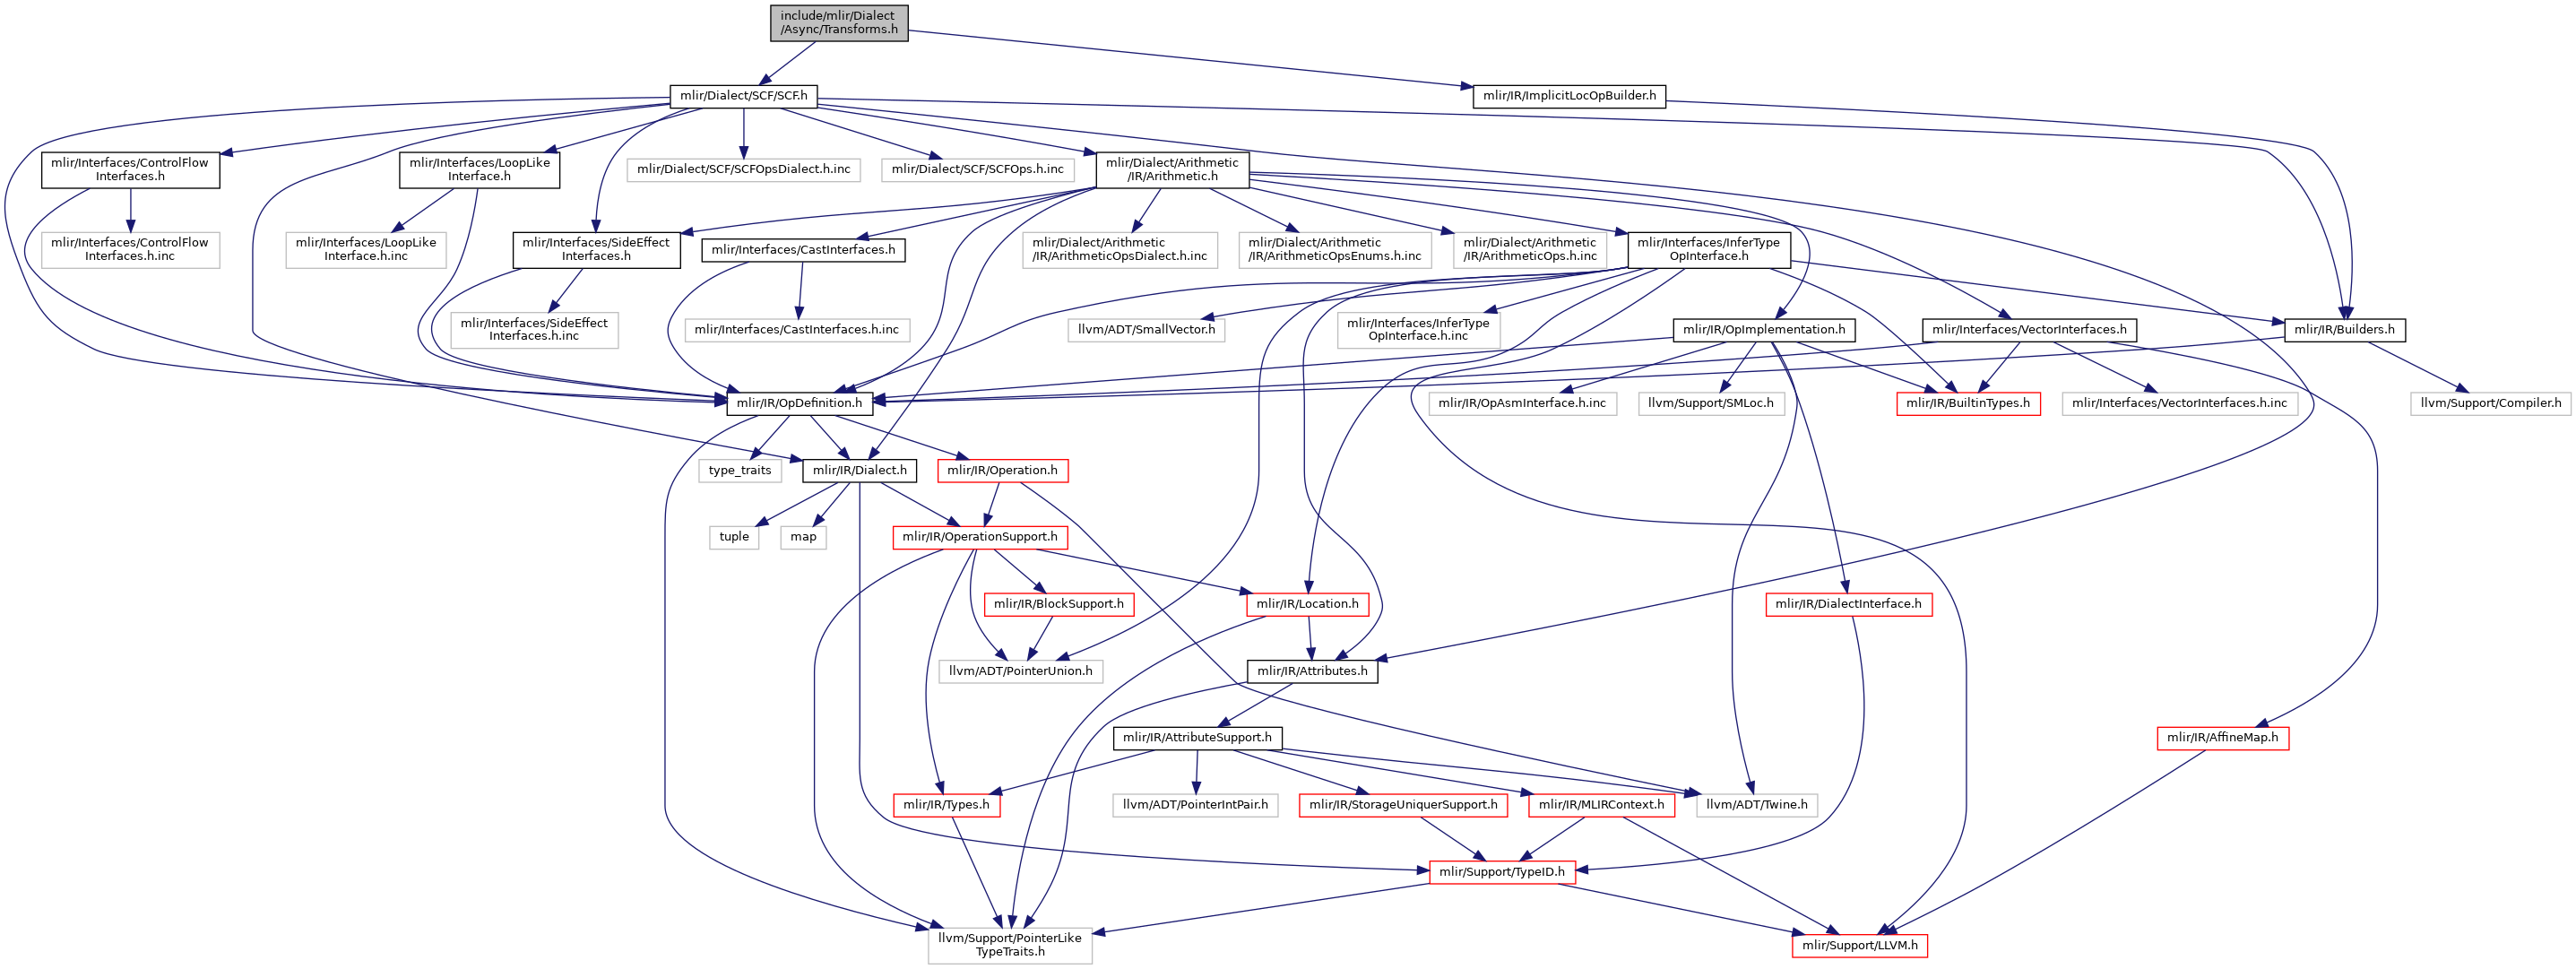 include/mlir/Dialect
/Async/Transforms.h
mlir/Dialect/SCF/SCF.h
mlir/IR/ImplicitLocOpBuilder.h
mlir/Interfaces/ControlFlow
Interfaces.h
mlir/Interfaces/LoopLike
Interface.h
mlir/Dialect/SCF/SCFOpsDialect.h.inc
mlir/Dialect/SCF/SCFOps.h.inc
mlir/Dialect/Arithmetic
/IR/Arithmetic.h
mlir/Interfaces/ControlFlow
Interfaces.h.inc
mlir/Interfaces/LoopLike
Interface.h.inc
mlir/Interfaces/SideEffect
Interfaces.h
mlir/Interfaces/CastInterfaces.h
mlir/Dialect/Arithmetic
/IR/ArithmeticOpsDialect.h.inc
mlir/Dialect/Arithmetic
/IR/ArithmeticOpsEnums.h.inc
mlir/Dialect/Arithmetic
/IR/ArithmeticOps.h.inc
mlir/Interfaces/InferType
OpInterface.h
mlir/Interfaces/SideEffect
Interfaces.h.inc
mlir/Interfaces/CastInterfaces.h.inc
llvm/ADT/SmallVector.h
mlir/Interfaces/InferType
OpInterface.h.inc
mlir/IR/OpImplementation.h
mlir/Interfaces/VectorInterfaces.h
mlir/IR/Builders.h
mlir/IR/OpDefinition.h
mlir/IR/OpAsmInterface.h.inc
llvm/Support/SMLoc.h
mlir/IR/BuiltinTypes.h
mlir/Interfaces/VectorInterfaces.h.inc
llvm/Support/Compiler.h
type_traits
mlir/IR/Dialect.h
mlir/IR/Operation.h
tuple
map
mlir/IR/OperationSupport.h
mlir/IR/BlockSupport.h
mlir/IR/Location.h
mlir/IR/DialectInterface.h
llvm/ADT/PointerUnion.h
mlir/IR/Attributes.h
mlir/IR/AttributeSupport.h
mlir/IR/AffineMap.h
mlir/IR/Types.h
llvm/ADT/PointerIntPair.h
mlir/IR/StorageUniquerSupport.h
mlir/IR/MLIRContext.h
llvm/ADT/Twine.h
mlir/Support/TypeID.h
llvm/Support/PointerLike
TypeTraits.h
mlir/Support/LLVM.h